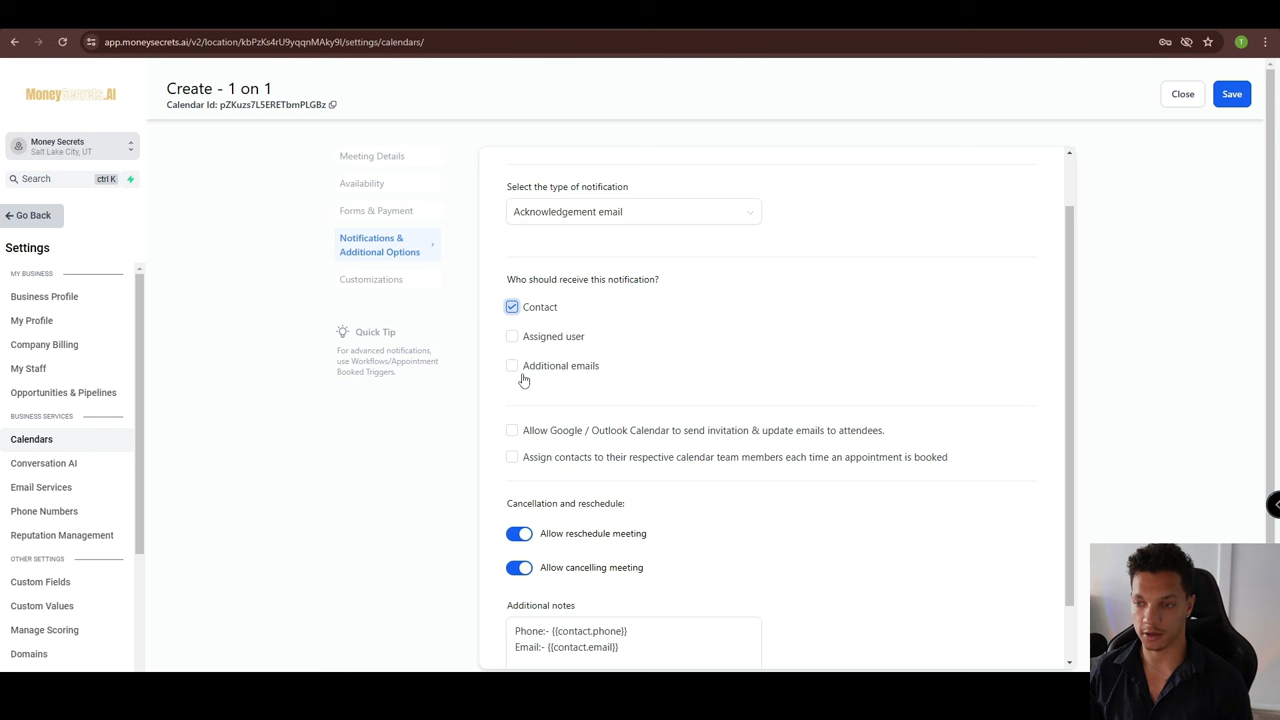 app.moneysecrets.ai/v2/location/kbPzKs4rU9yqqnMAky9I/settings/calendars/
T
MoneySecrets.AI
Money Secrets
Salt Lake City, UT
Search
ctrl K
Go Back
Settings
MY BUSINESS
Business Profile
My Profile
Company Billing
My Staff
Opportunities & Pipelines
BUSINESS SERVICES
Calendars
Conversation AI
Email Services
Phone Numbers
Reputation Management
OTHER SETTINGS
Custom Fields
Custom Values
Manage Scoring
Domains
Create - 1 on 1
Calendar Id: pZKuzs7L5ERETbmPLGBz
Close
Save
Meeting Details
Availability
Forms & Payment
Notifications &
Additional Options
Customizations
Quick Tip
For advanced notifications,
use Workflows/Appointment
Booked Triggers.
Select the type of notification
Acknowledgement email
Who should receive this notification?
Contact
Assigned user
Additional emails
Allow Google / Outlook Calendar to send invitation & update emails to attendees.
Assign contacts to their respective calendar team members each time an appointment is booked
Cancellation and reschedule:
Allow reschedule meeting
Allow cancelling meeting
Additional notes
Phone:- {{contact.phone}}
Email:- {{contact.email}}